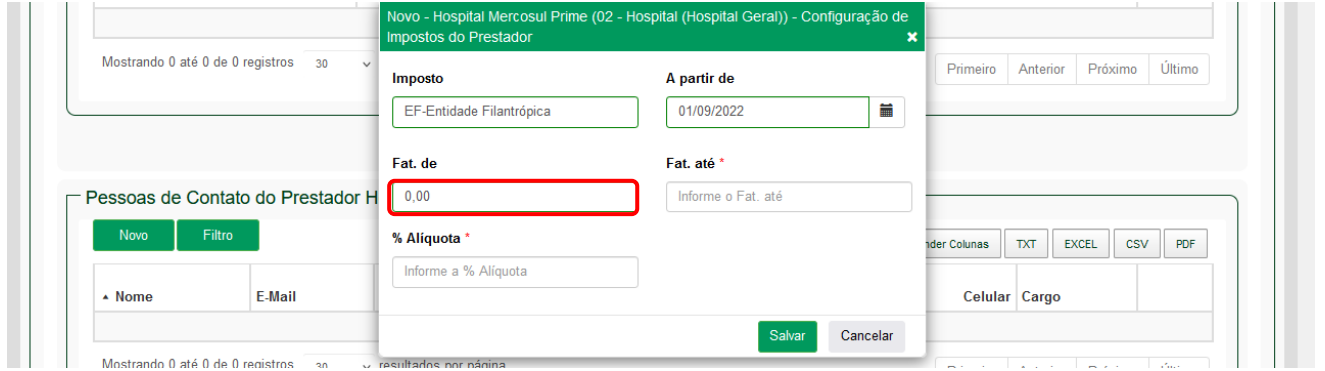 Novo - Hospital Mercosul Prime (02 - Hospital (Hospital Geral)) - Configuração de
Impostos do Prestador
Mostrando 0 até 0 de 0 registros 30
Primeiro Anterior Próximo Último
Imposto A partir de
EF-Entidade Filantrópica 01/09/2022
Fat. de Fat. até *
0,00 Informe o Fat. até
% Alíquota *
Informe a % Alíquota
Salvar Cancelar
Pessoas de Contato do Prestador H
Novo Filtro
nder Colunas TXT EXCEL CSV PDF
Nome E-Mail Celular Cargo
Mostrando 0 até 0 de 0 registros 30 resultados por página
Primeiro Anterior Próximo Último